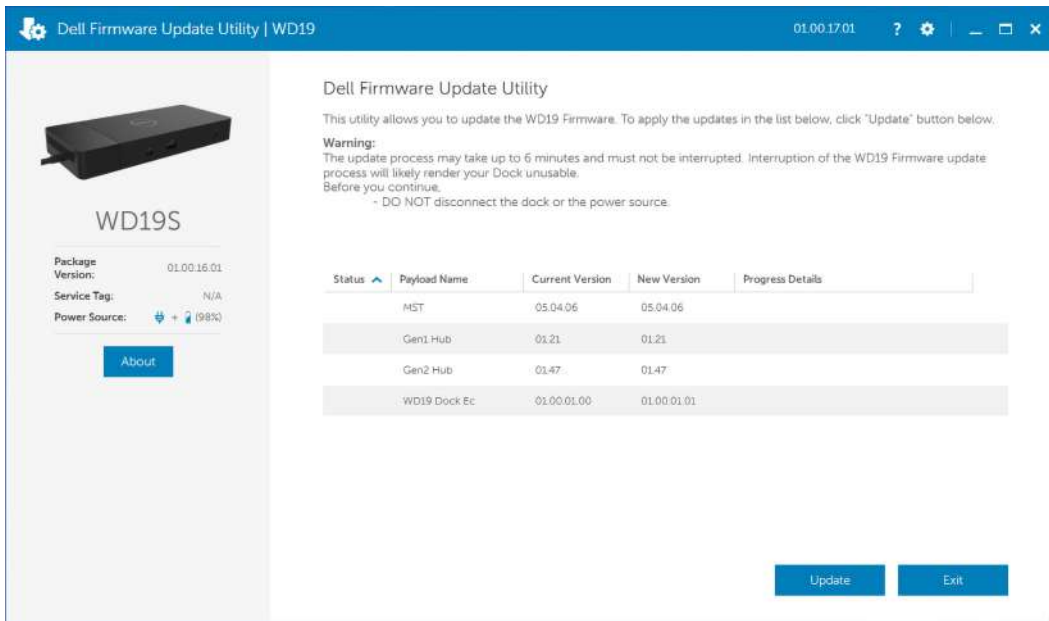 Dell Firmware Update Utility | WD19
01.00.17.01 ?
WD19S
Package Version: 01.00.16.01
Service Tag: N/A
Power Source: + (98%)
About
Dell Firmware Update Utility
This utility allows you to update the WD19 Firmware. To apply the updates in the list below, click "Update" button below.
Warning:
The update process may take up to 6 minutes and must not be interrupted. Interruption of the WD19 Firmware update
process will likely render your Dock unusable.
Before you continue,
- DO NOT disconnect the dock or the power source.
Status Payload Name Current Version New Version Progress Details
MST 05.04.06 05.04.06
Gen1 Hub 01.21 01.21
Gen2 Hub 01.47 01.47
WD19 Dock Ec 01.00.01.00 01.00.01.01
Update Exit